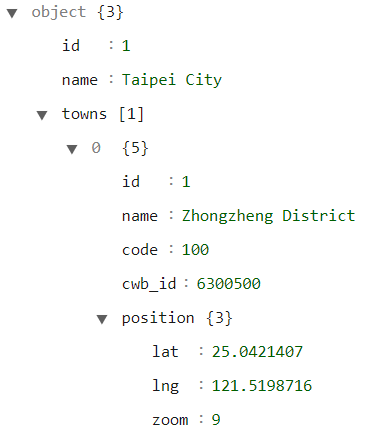 object {3}
id : 1
name : Taipei City
towns [1]
0 {5}
id : 1
name : Zhongzheng District
code : 100
cwb_id : 6300500
position {3}
lat : 25.0421407
lng : 121.5198716
zoom : 9